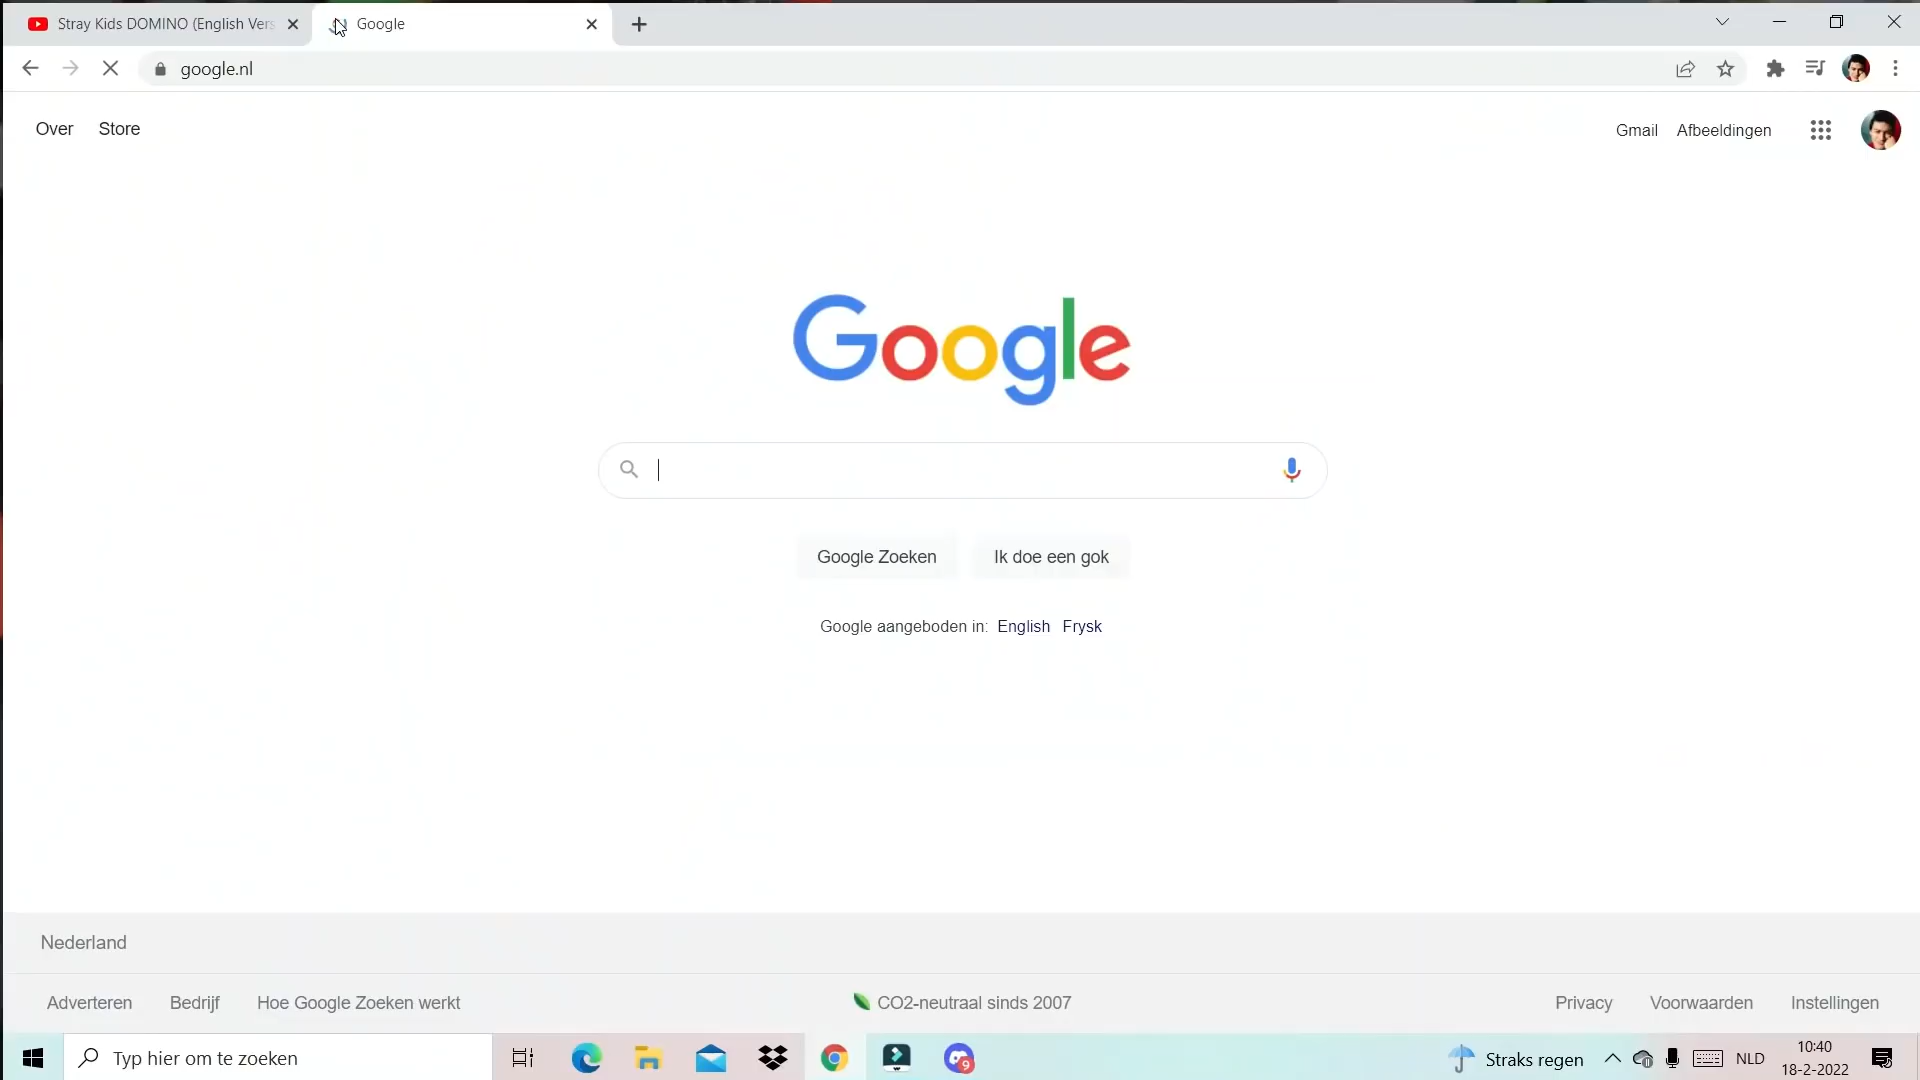 Stray Kids DOMINO (English Vers
Google
google.nl
Over Store
Gmail Afbeeldingen
Google
Google Zoeken Ik doe een gok
Google aangeboden in: English Frysk
Nederland
Adverteren Bedrijf Hoe Google Zoeken werkt
CO2-neutraal sinds 2007
Privacy Voorwaarden Instellingen
Typ hier om te zoeken
9
Straks regen
NLD
10:40
18-2-2022